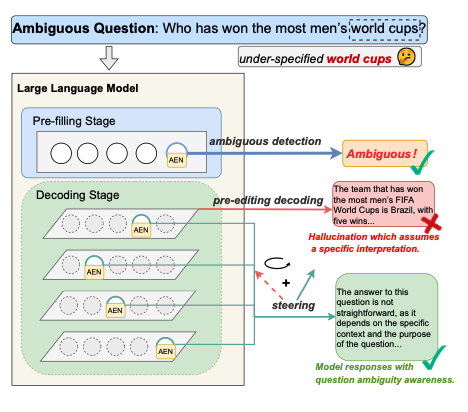 Ambiguous Question: Who has won the most men's world cups?
under-specified world cups
Large Language Model
Pre-filling Stage
AEN
ambiguous detection
Ambiguous!
Decoding Stage
pre-editing decoding
The team that has won
the most men's FIFA
World Cups is Brazil, with
five wins...
AEN
Hallucination which assumes
a specific interpretation.
AEN
+
steering
AEN
The answer to this
question is not
straightforward, as it
depends on the specific
context and the purpose
of the question...
AEN
Model responses with
question ambiguity awareness.